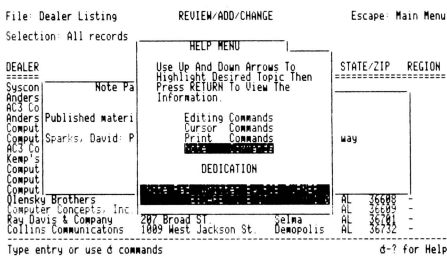 File: Dealer Listing REVIEW/ADD/CHANGE Escape: Main Menu
Selection: All records
HELP MENU
DEALER STATE/ZIP REGION
Use Up And Down Arrows To
Highlight Desired Topic Then
Press RETURN To View The
Information.
Syscon Note Pa
Anders
AC3 Co
Anders Published materi Editing Commands
Comput Cursor Commands
Comput Sparks, David: P Print Commands way
AC3 Co Commands
Kemp's
Comput DEDICATION
Comput
Comput
Olensky Brothers AL 36608 -
Computer Concepts, Inc. AL 36609 -
Ray Davis & Company 207 Broad ST. Selma AL 36701 -
Collins Communicatons 1009 West Jackson St. Demopolis AL 36732 -
Type entry or use commands -? for Help